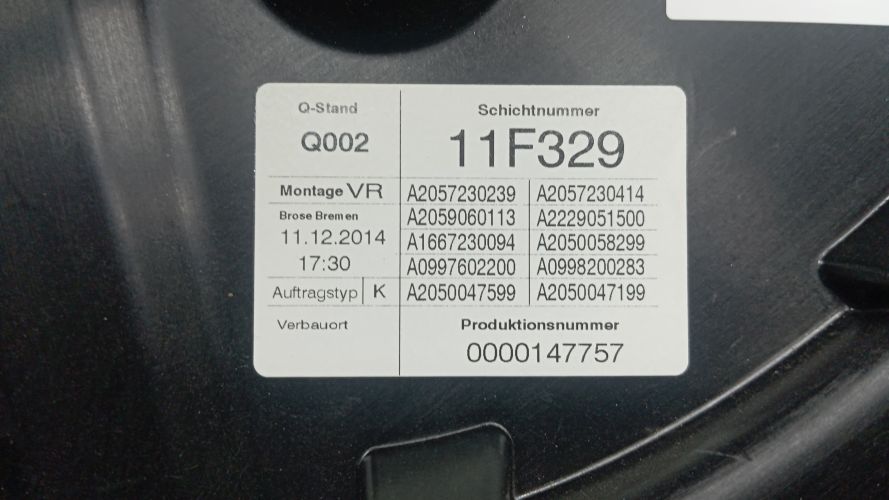 Q-Stand
Q002
Schichtnummer
11F329
Montage VR
Brose Bremen
11.12.2014
17:30
Auftragstyp K
A2057230239 A2057230414
A2059060113 A2229051500
A1667230094 A2050058299
A0997602200 A0998200283
A2050047599 A2050047199
Verbauort
Produktionsnummer
0000147757